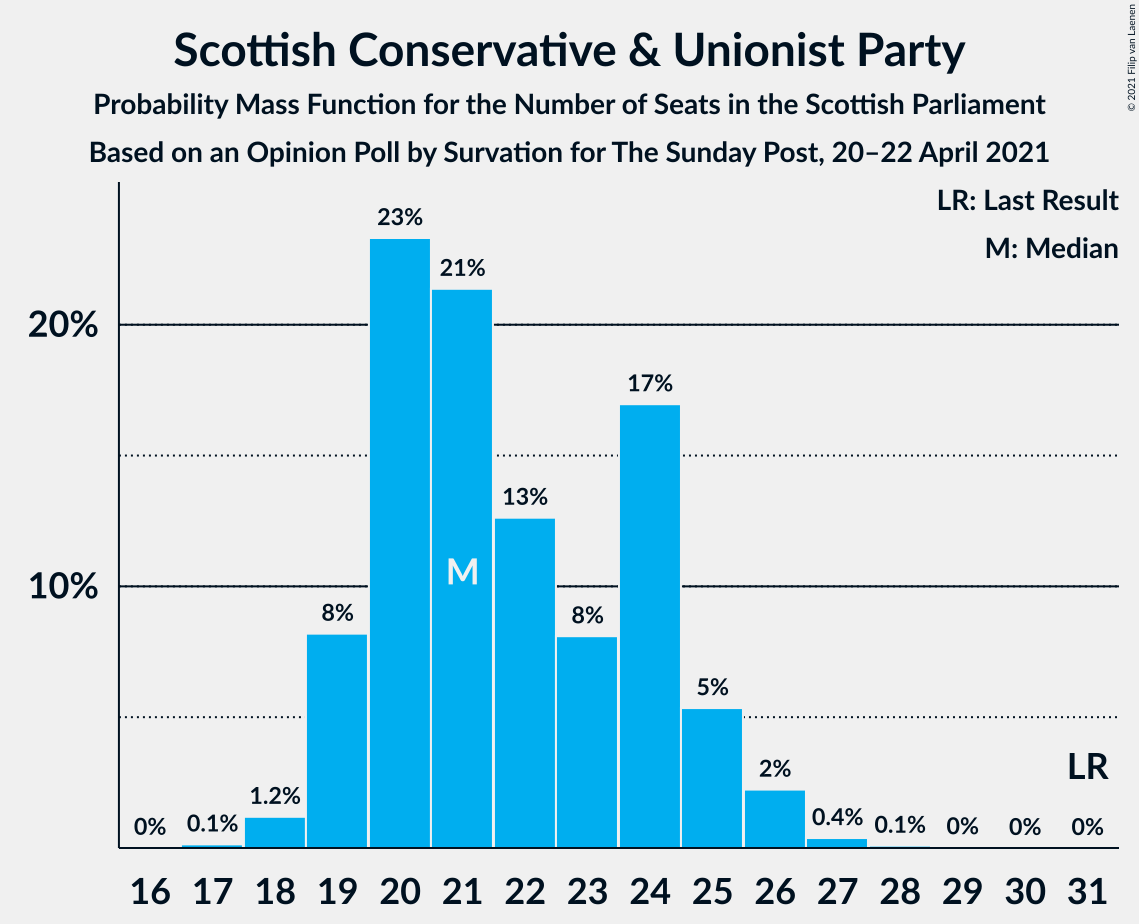 Scottish Conservative & Unionist Party
Probability Mass Function for the Number of Seats in the Scottish Parliament
Based on an Opinion Poll by Survation for The Sunday Post, 20–22 April 2021
© 2021 Filip van Laenen
LR: Last Result
M: Median
20%
10%
0%
0.1%
1.2%
8%
23%
21%
13%
8%
17%
5%
2%
0.4%
0.1%
0%
0%
0%
M
LR
16 17 18 19 20 21 22 23 24 25 26 27 28 29 30 31